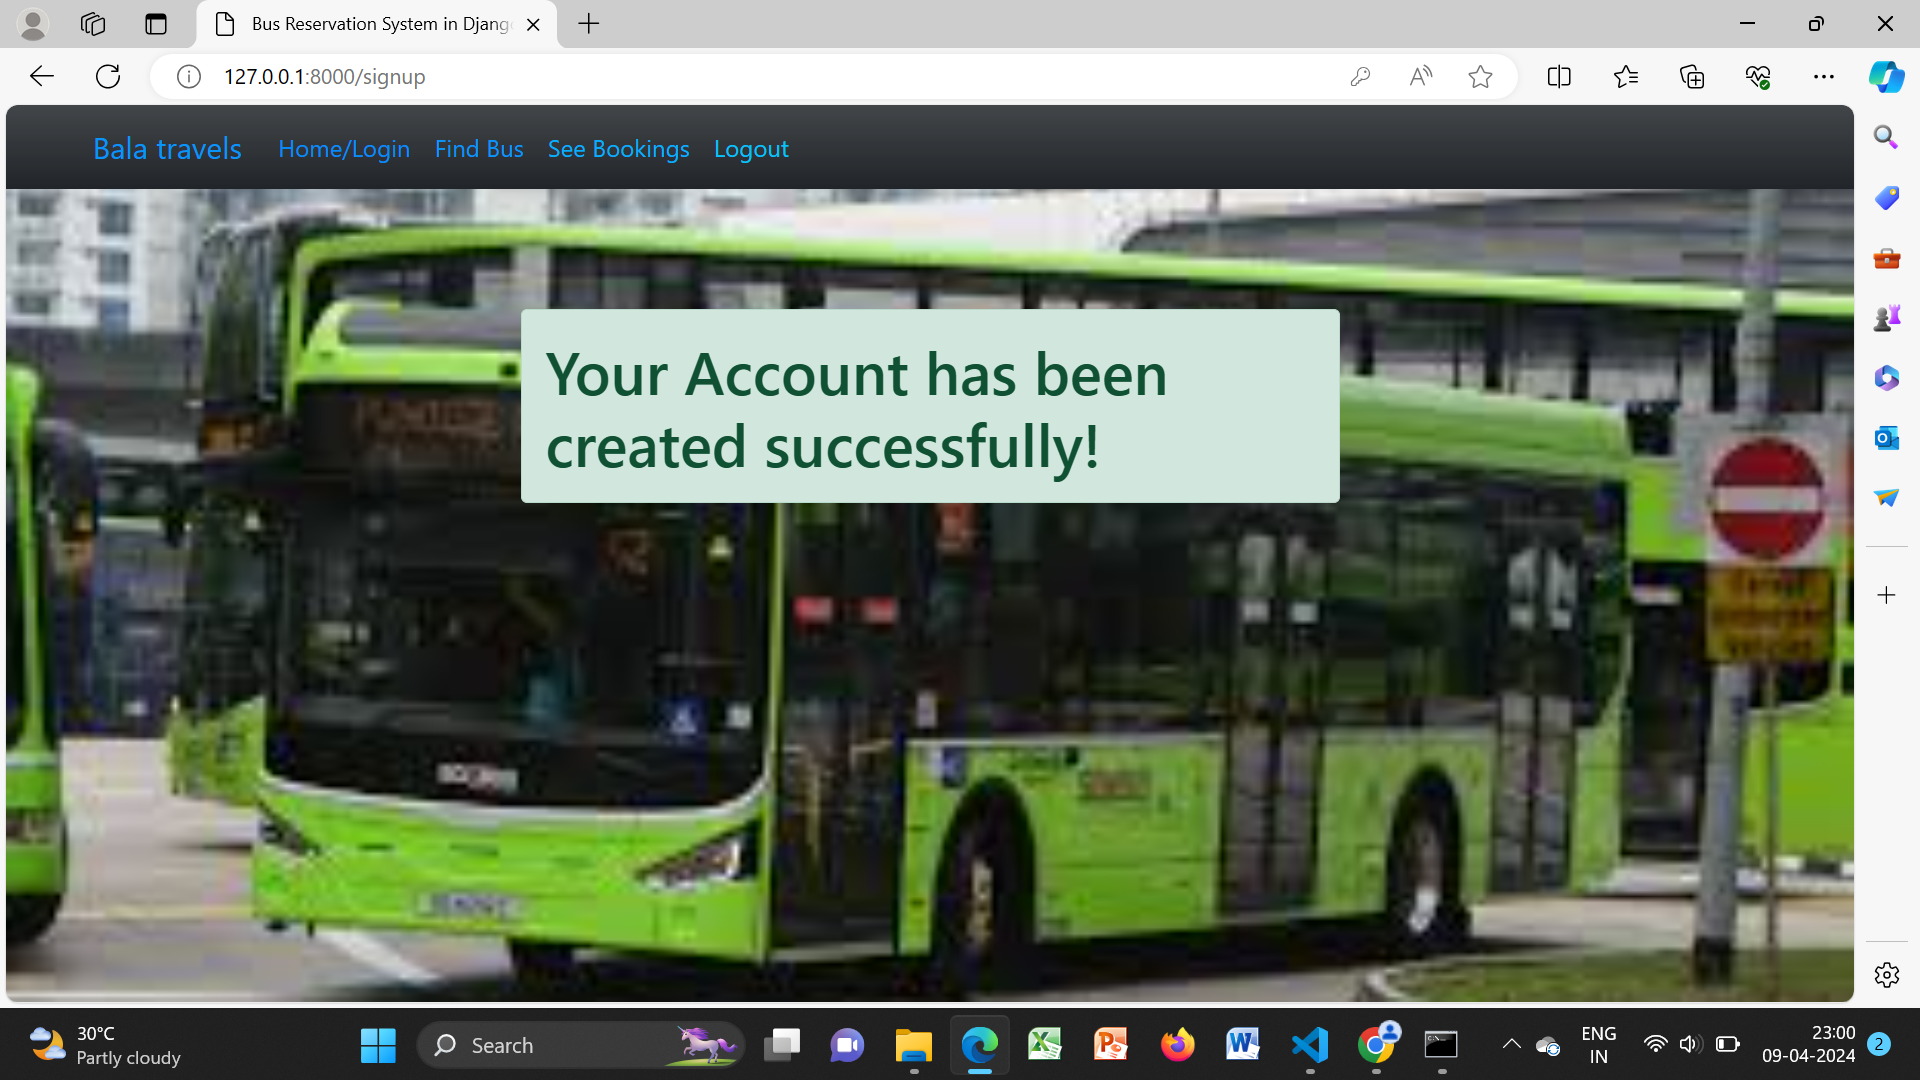 Bus Reservation System in Djang
127.0.0.1:8000/signup
Bala travels Home/Login Find Bus See Bookings Logout
Your Account has been
created successfully!
30°C
Partly cloudy
Search
ENG
IN
23:00
09-04-2024
2